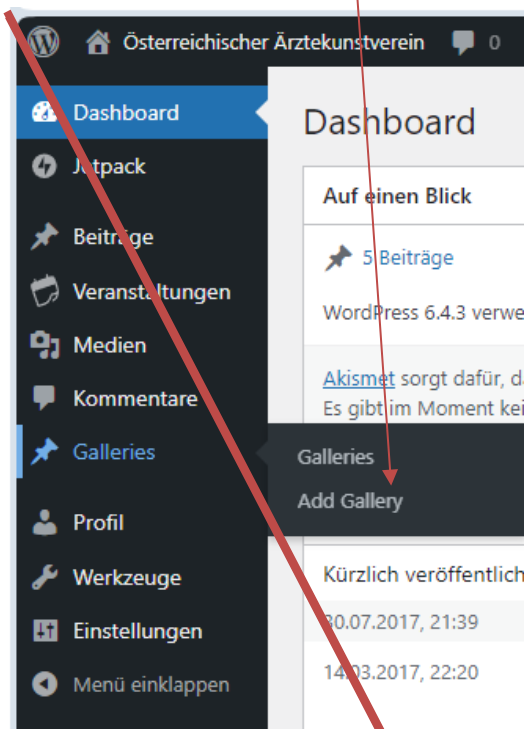 Österreichischer Ärztekunstverein 0
Dashboard
Jetpack
Beiträge
Veranstaltungen
Medien
Kommentare
Galleries
Profil
Werkzeuge
Einstellungen
Menü einklappen
Galleries
Add Gallery
Dashboard
Auf einen Blick
5 Beiträge
WordPress 6.4.3 verwe
Akismet sorgt dafür, d
Es gibt im Moment kei
Kürzlich veröffentlich
30.07.2017, 21:39
14.03.2017, 22:20